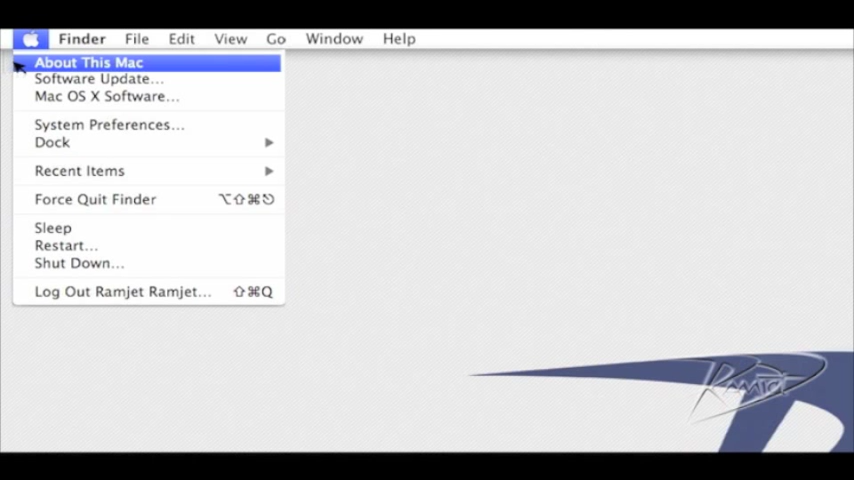 Finder File Edit View Go Window Help
About This Mac
Software Update...
Mac OS X Software...
System Preferences...
Dock ▶
Recent Items ▶
Force Quit Finder ⌥⇧⌘⎋
Sleep
Restart...
Shut Down...
Log Out Ramjet Ramjet... ⇧⌘Q
RAMJET